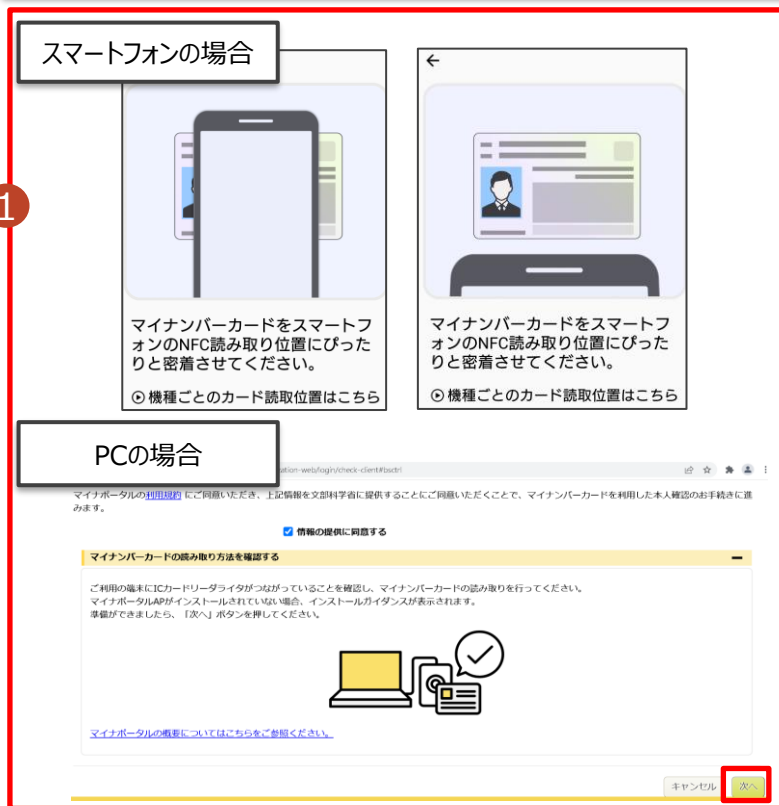 スマートフォンの場合
1
マイナンバーカードをスマートフ
ォンのNFC読み取り位置にぴった
りと密着させてください。
機種ごとのカード読取位置はこちら
マイナンバーカードをスマートフ
ォンのNFC読み取り位置にぴった
りと密着させてください。
機種ごとのカード読取位置はこちら
PCの場合
ation-web/login/check-client#bsctrl
マイナポータルの利用規約 にご同意いただき、上記情報を文部科学省に提供することにご同意いただくことで、マイナンバーカードを利用した本人確認のお手続きに進
みます。
情報の提供に同意する
マイナンバーカードの読み取り方法を確認する
ご利用の端末にICカードリーダライタがつながっていることを確認し、マイナンバーカードの読み取りを行ってください。
マイナポータルAPがインストールされていない場合、インストールガイダンスが表示されます。
準備ができましたら、「次へ」ボタンを押してください。
マイナポータルの概要についてはこちらをご参照ください。
キャンセル
次へ